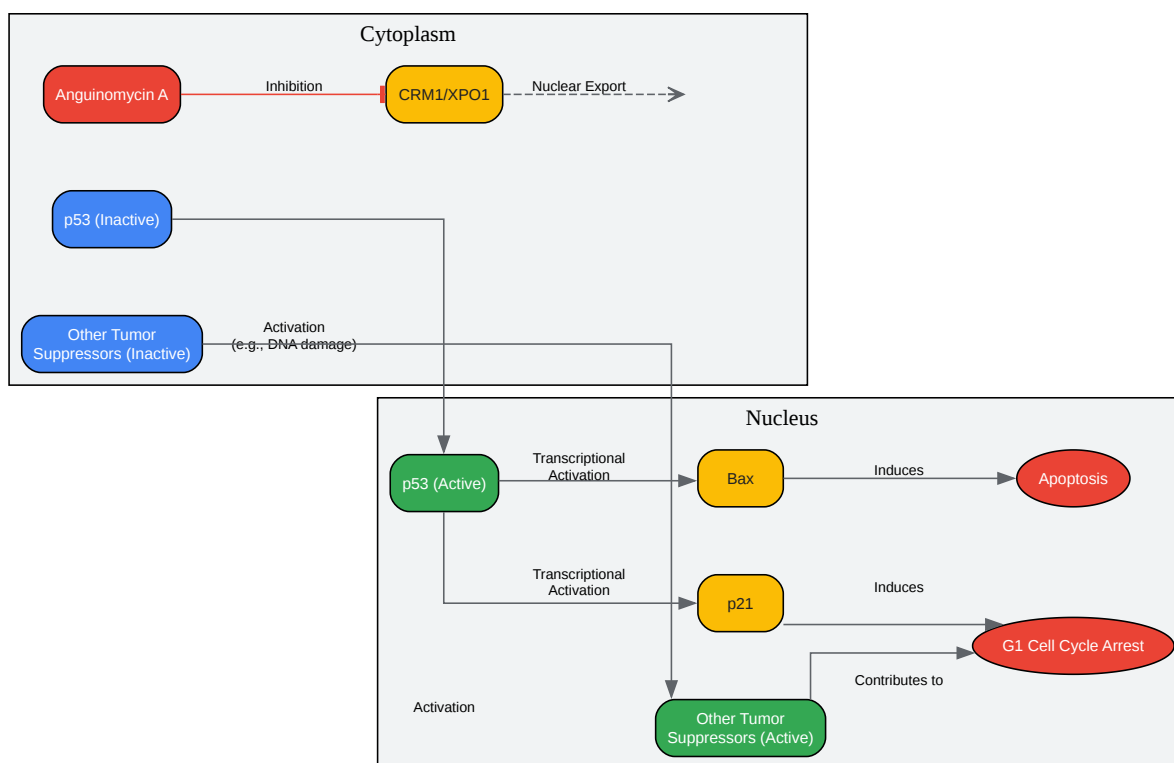 Cytoplasm
Anguinomycin A
Inhibition
CRM1/XPO1
Nuclear Export
p53 (Inactive)
Other Tumor
Suppressors (Inactive)
Activation
(e.g., DNA damage)
Nucleus
p53 (Active)
Transcriptional
Activation
Bax
Induces
Apoptosis
Transcriptional
Activation
p21
Induces
G1 Cell Cycle Arrest
Contributes to
Activation
Other Tumor
Suppressors (Active)